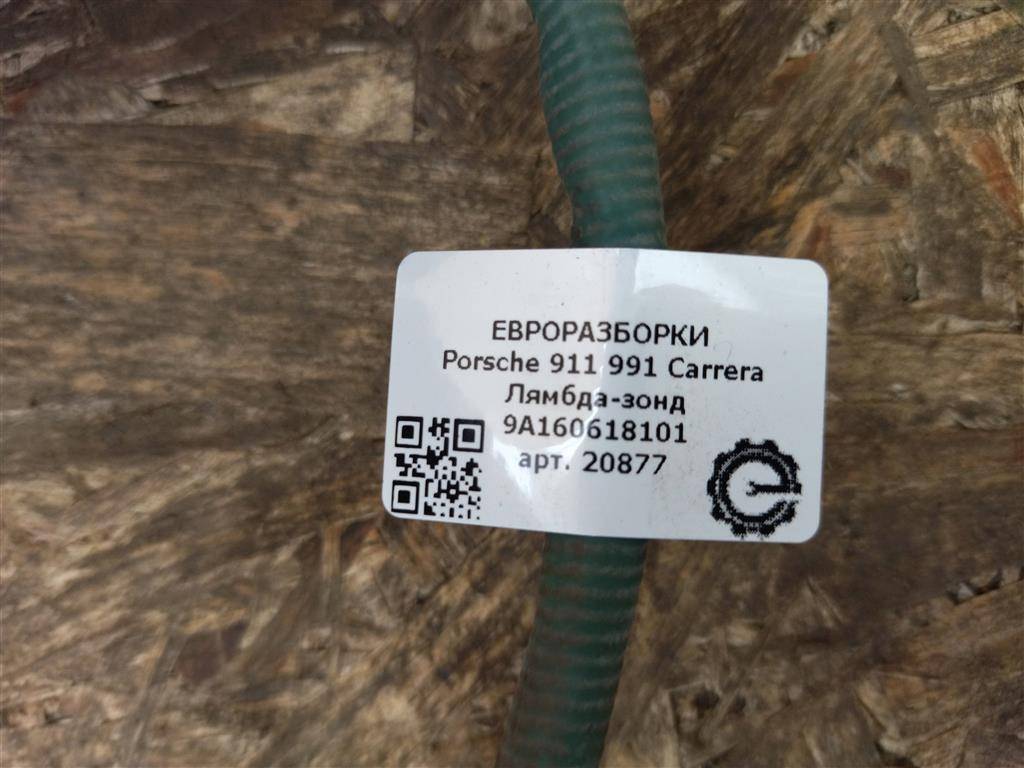 ЕВРОРАЗБОРКИ
Porsche 911 991 Carrera
Лямбда-зонд
9A160618101
арт. 20877